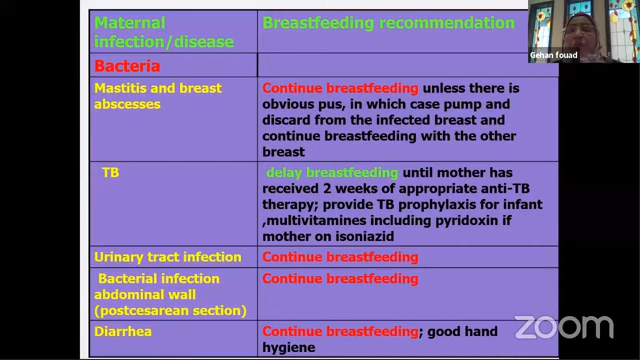 Maternal infection/disease
Breastfeeding recommendation
Bacteria
Mastitis and breast
abscesses
Continue breastfeeding unless there is
obvious pus, in which case pump and
discard from the infected breast and
continue breastfeeding with the other
breast
TB
delay breastfeeding until mother has
received 2 weeks of appropriate anti-TB
therapy; provide TB prophylaxis for infant
,multivitamines including pyridoxin if
mother on isoniazid
Urinary tract infection
Continue breastfeeding
Bacterial infection
abdominal wall
(postcesarean section)
Continue breastfeeding
Diarrhea
Continue breastfeeding; good hand
hygiene
Gehan fouad
zoom